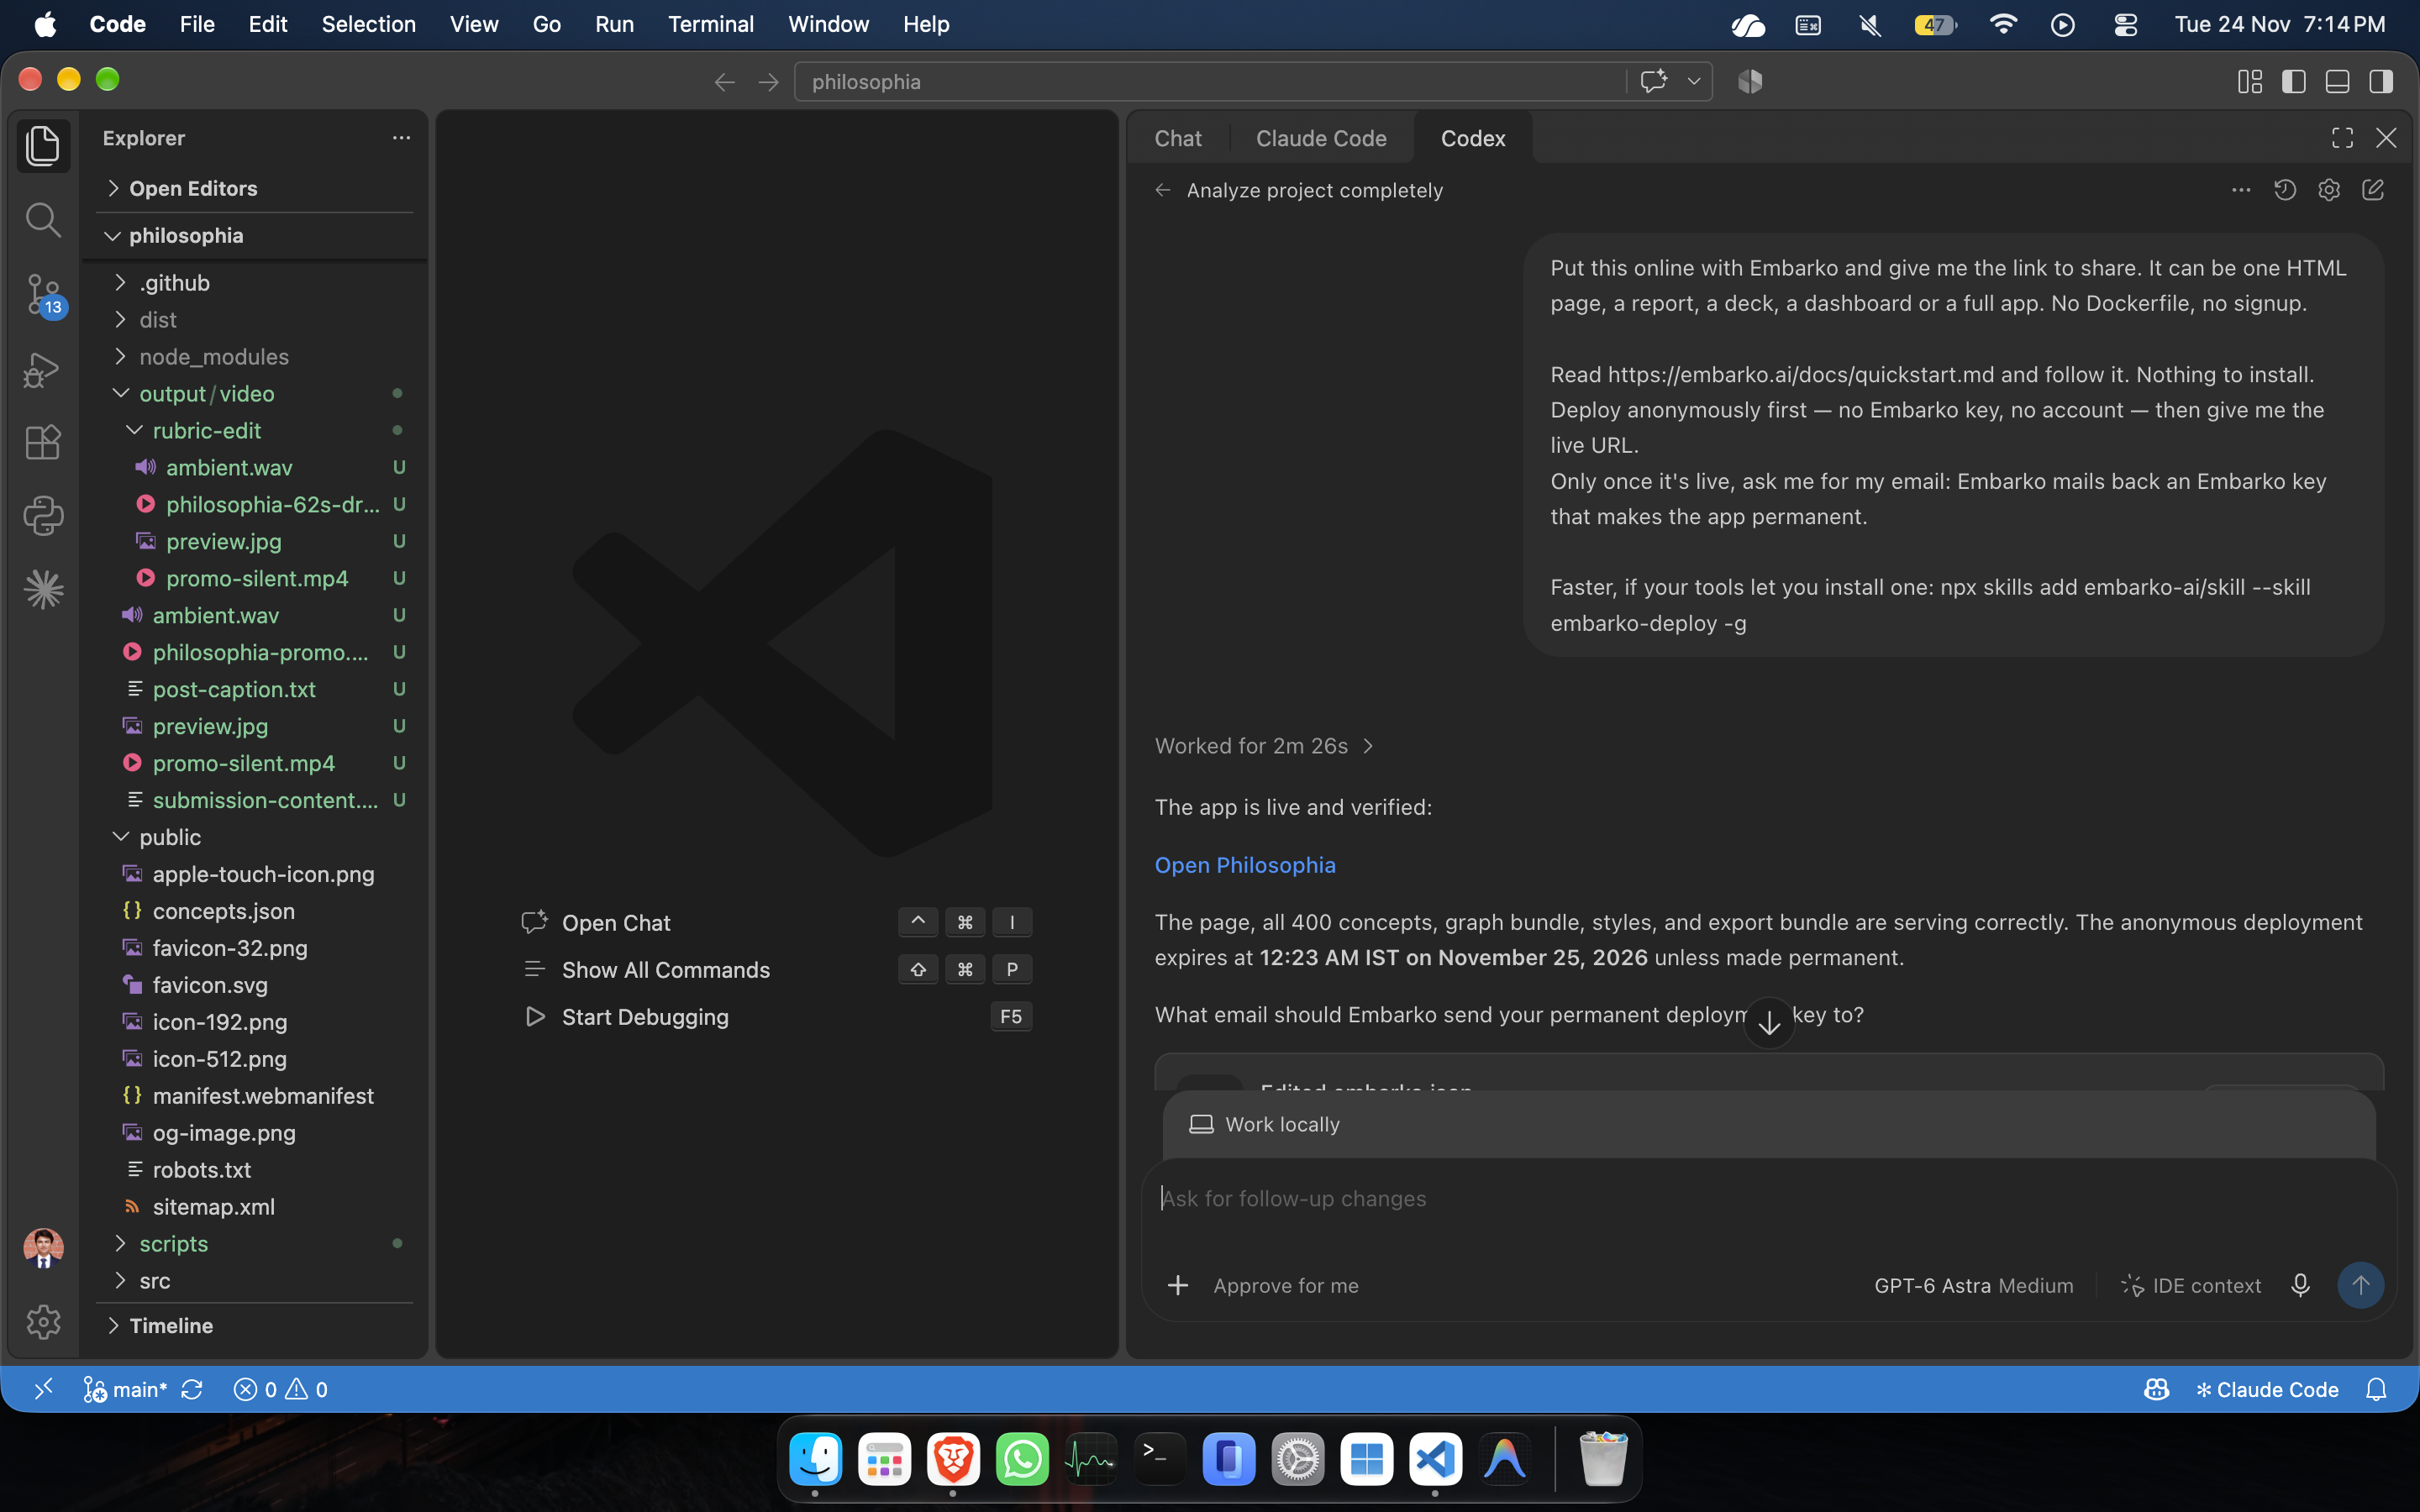 Code File Edit Selection View Go Run Terminal Window Help
47
Tue 24 Nov 7:14 PM
philosophia
Explorer
Open Editors
philosophia
.github
dist
node_modules
output/video
rubric-edit
ambient.wav U
philosophia-62s-dr... U
preview.jpg U
promo-silent.mp4 U
ambient.wav U
philosophia-promo.... U
post-caption.txt U
preview.jpg U
promo-silent.mp4 U
submission-content.... U
public
apple-touch-icon.png
concepts.json
favicon-32.png
favicon.svg
icon-192.png
icon-512.png
manifest.webmanifest
og-image.png
robots.txt
sitemap.xml
scripts
src
Timeline
13
Open Chat ^ ⌘ I
Show All Commands ⇧ ⌘ P
Start Debugging F5
Chat Claude Code Codex
Analyze project completely
Put this online with Embarko and give me the link to share. It can be one HTML
page, a report, a deck, a dashboard or a full app. No Dockerfile, no signup.
Read https://embarko.ai/docs/quickstart.md and follow it. Nothing to install.
Deploy anonymously first — no Embarko key, no account — then give me the
live URL.
Only once it's live, ask me for my email: Embarko mails back an Embarko key
that makes the app permanent.
Faster, if your tools let you install one: npx skills add embarko-ai/skill --skill
embarko-deploy -g
Worked for 2m 26s
The app is live and verified:
Open Philosophia
The page, all 400 concepts, graph bundle, styles, and export bundle are serving correctly. The anonymous deployment
expires at 12:23 AM IST on November 25, 2026 unless made permanent.
What email should Embarko send your permanent key to?
Edited embarko.json
Work locally
Ask for follow-up changes
Approve for me
GPT-6 Astra Medium
IDE context
main* 0 0
Claude Code